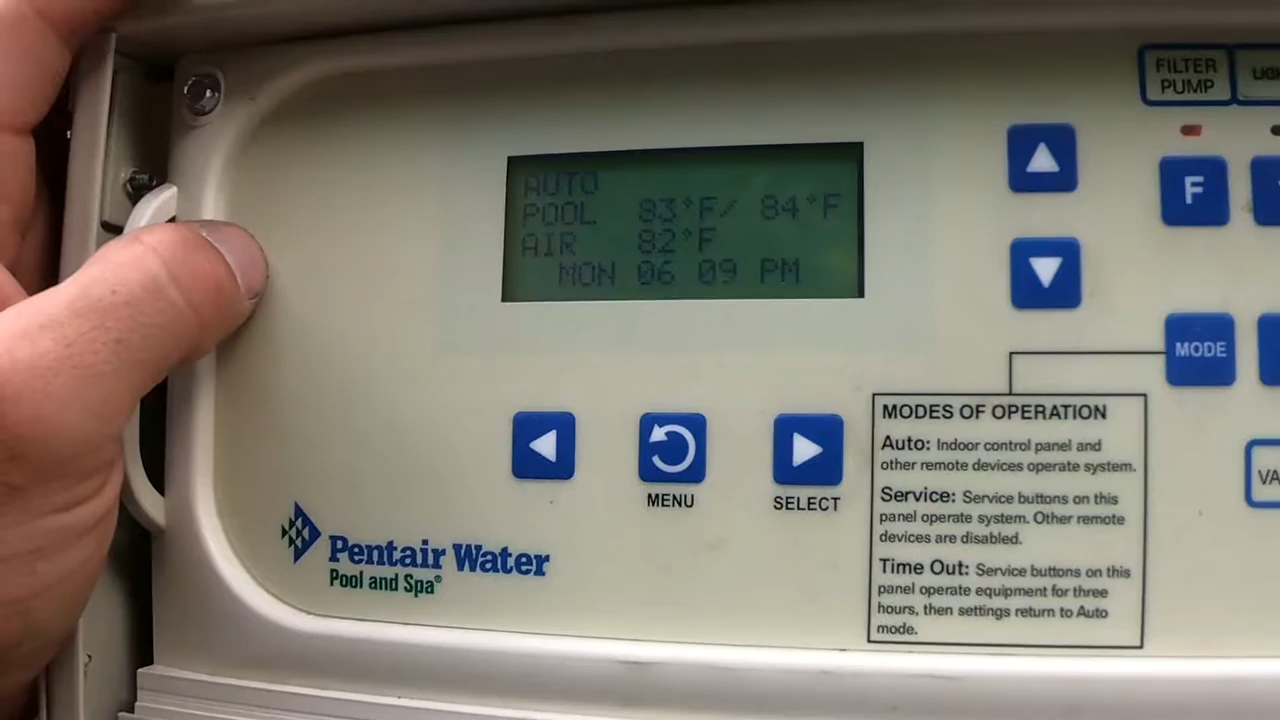 FILTER
PUMP
AUTO
POOL 83°F/ 84°F
AIR 82°F
MON 06 09 PM
F
MODE
MENU
SELECT
MODES OF OPERATION
Auto: Indoor control panel and
other remote devices operate system.
Service: Service buttons on this
panel operate system. Other remote
devices are disabled.
Time Out: Service buttons on this
panel operate equipment for three
hours, then settings return to Auto
mode.
Pentair Water
Pool and Spa®